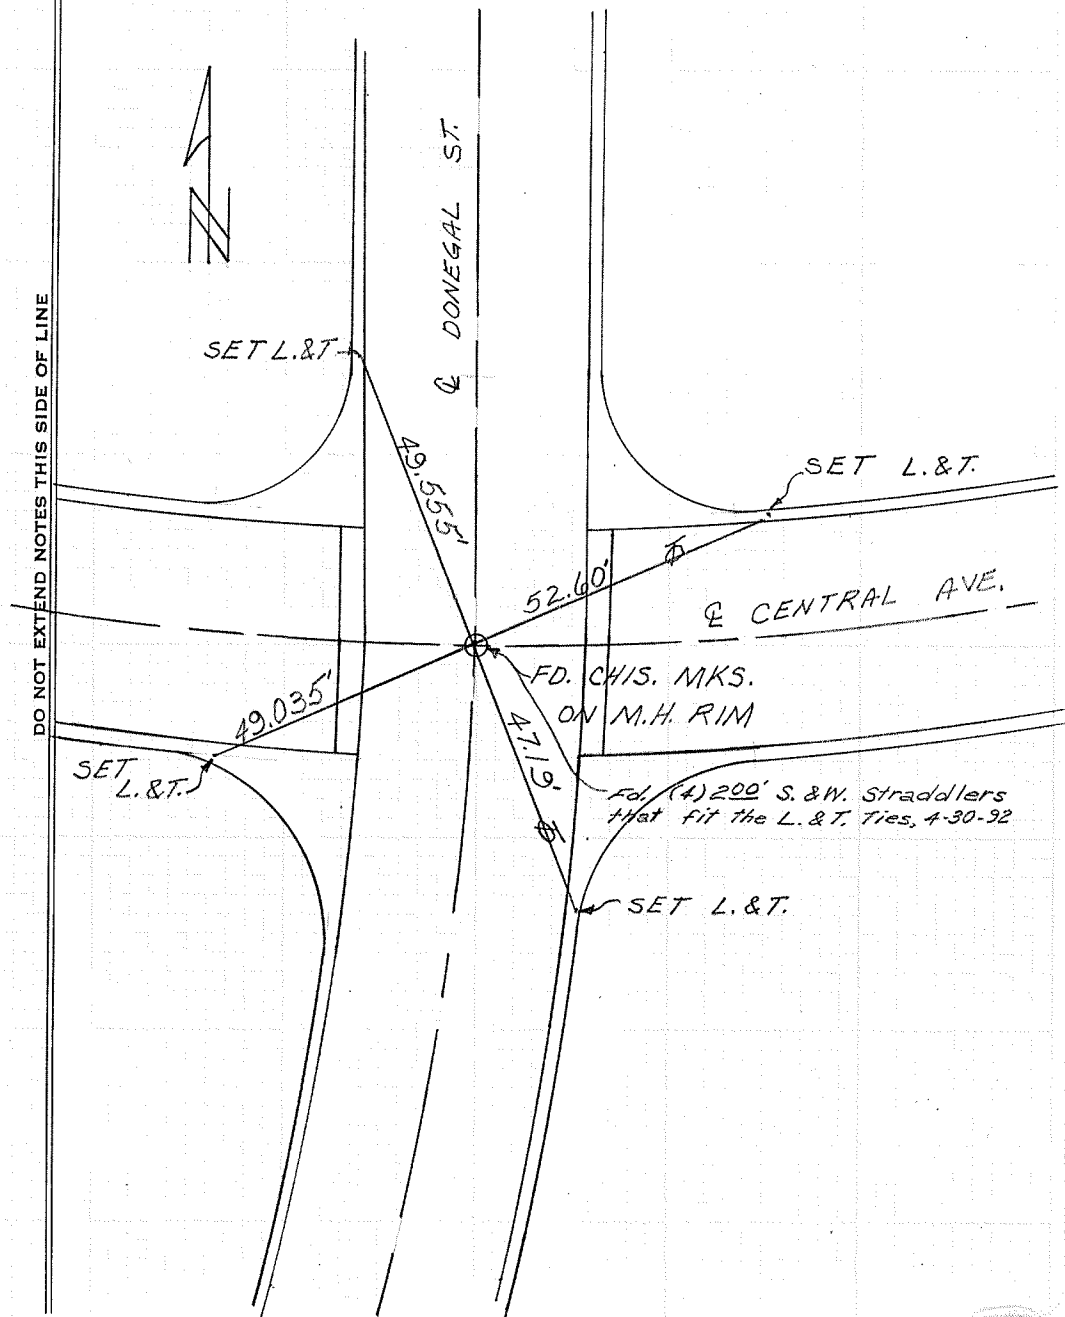 DO NOT EXTEND NOTES THIS SIDE OF LINE
N
℄ DONEGAL ST.
SET L.&T
49.555'
SET L.&T.
52.60'
℄ CENTRAL AVE.
FD. CHIS. MKS.
ON M.H. RIM
49.035'
47.19'
SET
L.&T.
Fd. (4) 2.00' S. &W. Straddlers
that fit the L. & T. Ties, 4-30-92
SET L.&T.